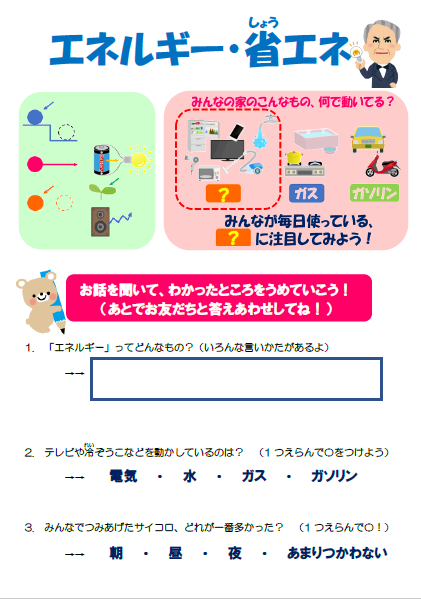 しょう
エネルギー・省エネ
みんなの家のこんなもの、何で動いてる？
？
ガス
ガソリン
みんなが毎日使っている、
？ に注目してみよう！
お話を聞いて、わかったところをうめていこう！
（あとでお友だちと答えあわせしてね！）
1. 「エネルギー」ってどんなもの？（いろんな言いかたがあるよ）
→→
れい
2. テレビや冷ぞうこなどを動かしているのは？ （1つえらんで○をつけよう）
→→ 電気 ・ 水 ・ ガス ・ ガソリン
3. みんなでつみあげたサイコロ、どれが一番多かった？ （1つえらんで○！）
→→ 朝 ・ 昼 ・ 夜 ・ あまりつかわない